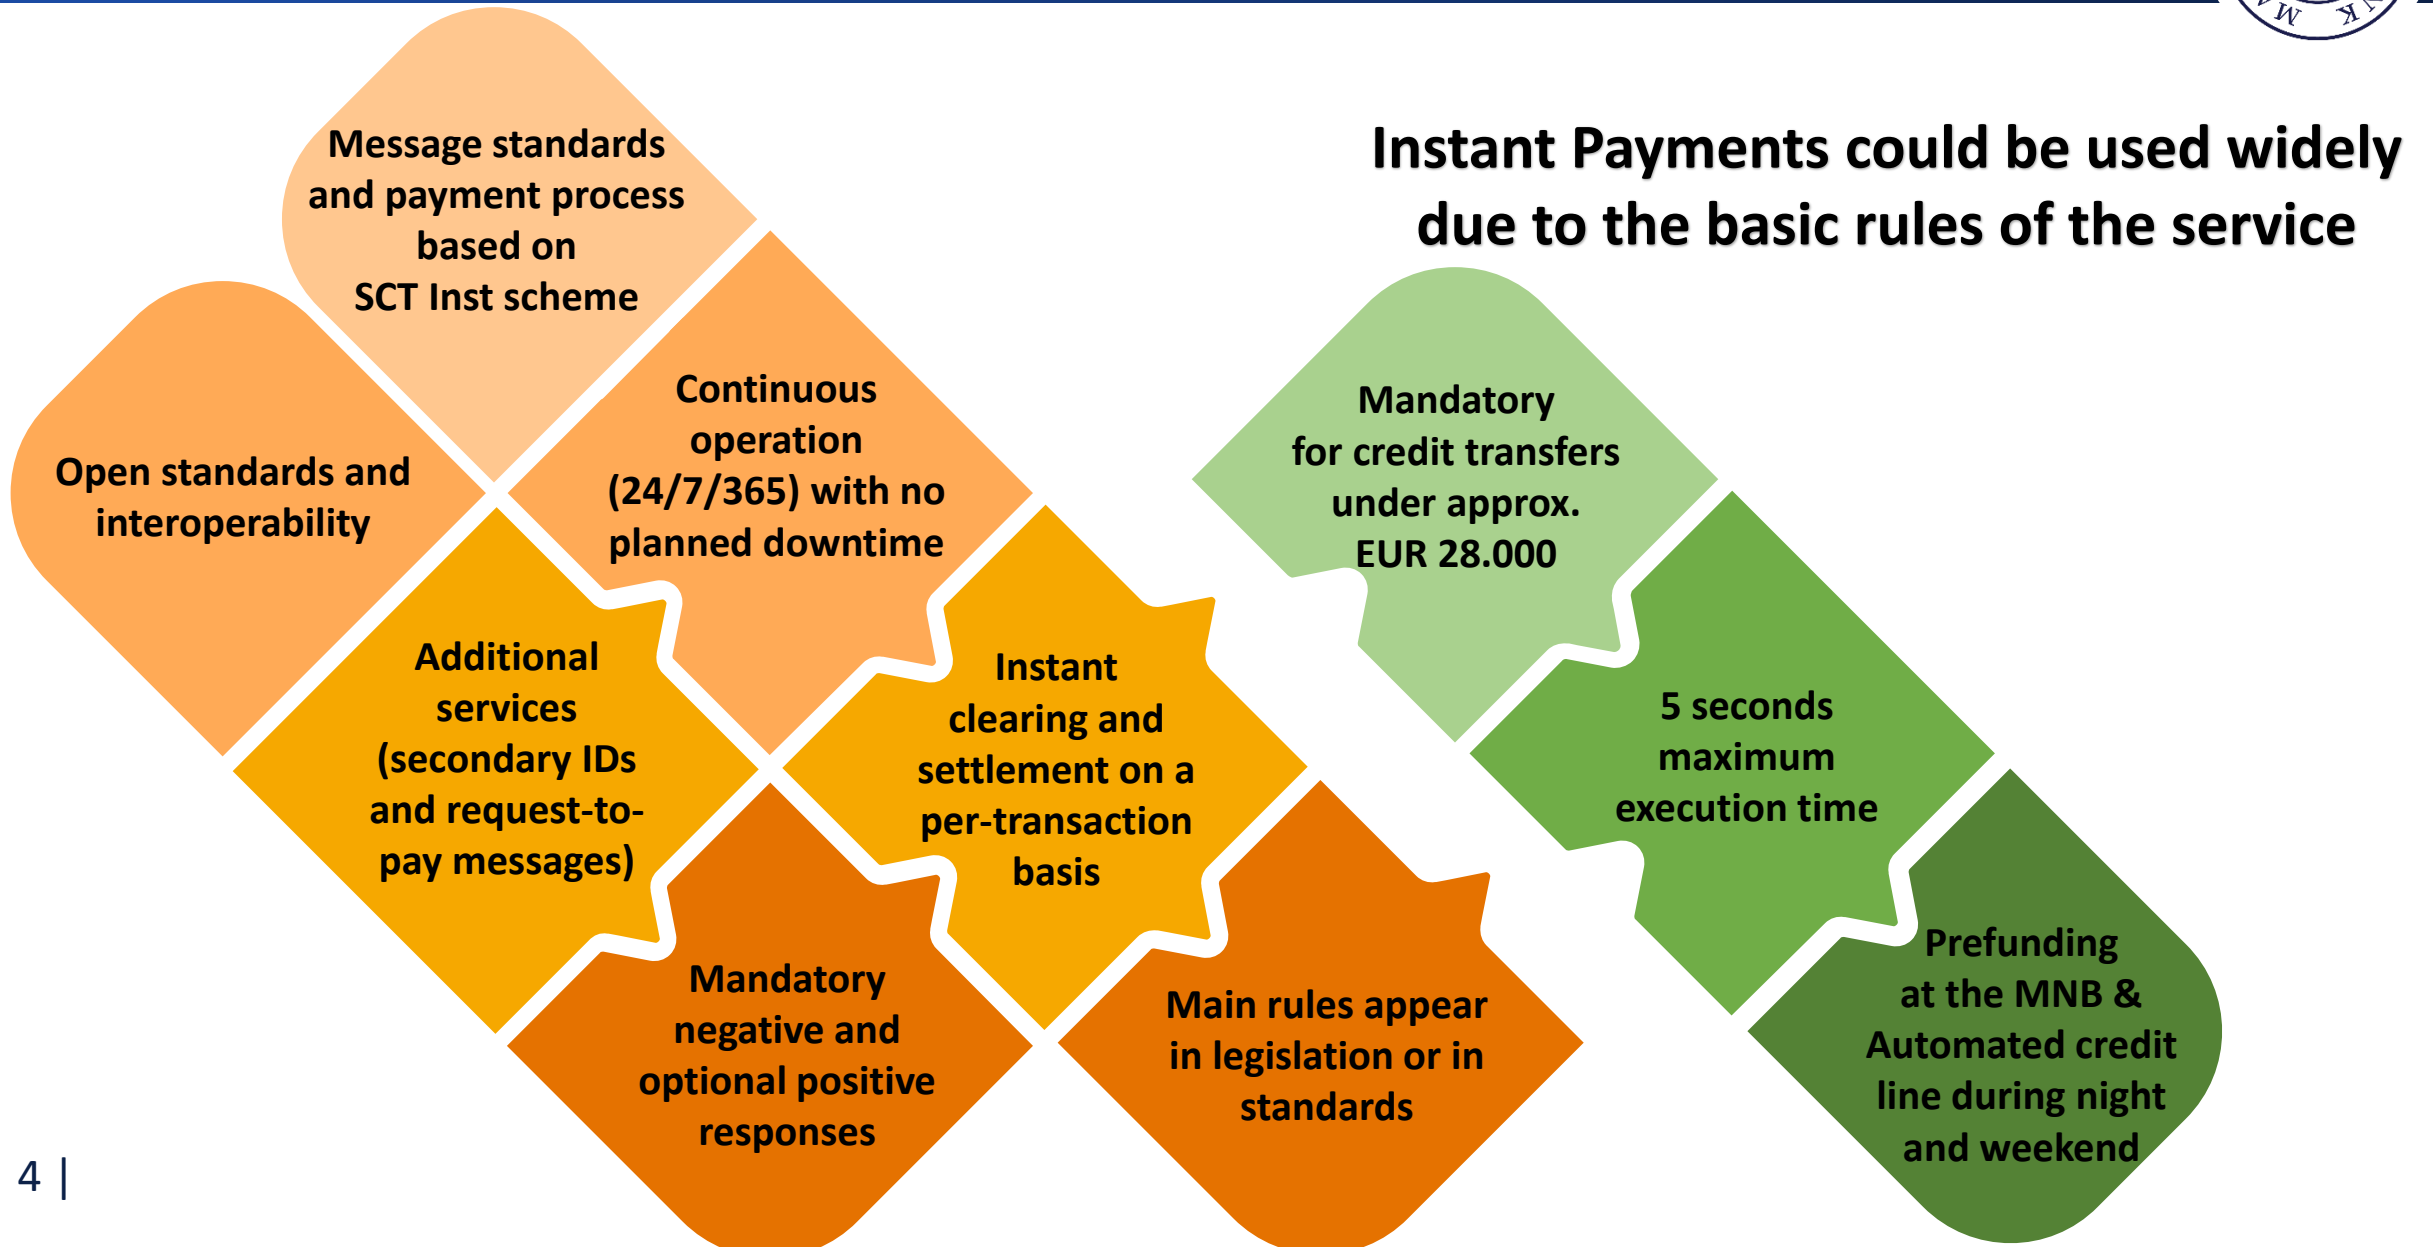 Instant Payments could be used widely
due to the basic rules of the service
Message standards
and payment process
based on
SCT Inst scheme
Open standards and
interoperability
Continuous
operation
(24/7/365) with no
planned downtime
Additional
services
(secondary IDs
and request-to-
pay messages)
Instant
clearing and
settlement on a
per-transaction
basis
Mandatory
negative and
optional positive
responses
Main rules appear
in legislation or in
standards
Mandatory
for credit transfers
under approx.
EUR 28.000
5 seconds
maximum
execution time
Prefunding
at the MNB &
Automated credit
line during night
and weekend
4 |